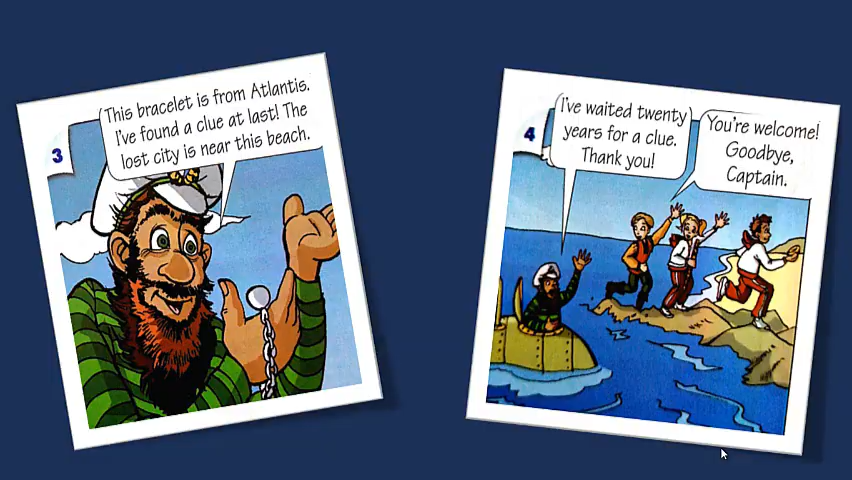 3
This bracelet is from Atlantis.
I've found a clue at last! The
lost city is near this beach.
4
I've waited twenty
years for a clue.
Thank you!
You're welcome!
Goodbye,
Captain.